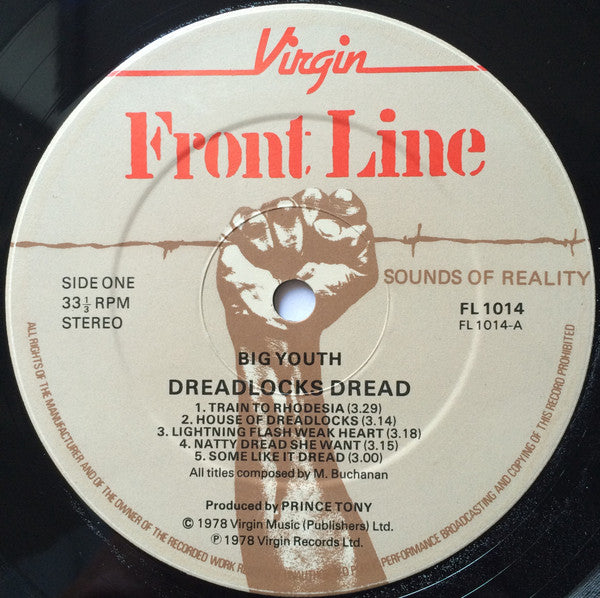 Virgin
Front Line
SOUNDS OF REALITY
SIDE ONE
33⅓ RPM
STEREO
FL 1014
FL 1014-A
BIG YOUTH
DREADLOCKS DREAD
1. TRAIN TO RHODESIA (3.29)
2. HOUSE OF DREADLOCKS (3.14)
3. LIGHTNING FLASH WEAK HEART (3.18)
4. NATTY DREAD SHE WANT (3.15)
5. SOME LIKE IT DREAD (3.00)
All titles composed by M. Buchanan
Produced by PRINCE TONY
© 1978 Virgin Music (Publishers) Ltd.
℗ 1978 Virgin Records Ltd.
ALL RIGHTS OF THE MANUFACTURER AND OF THE OWNER OF THE RECORDED WORK PERFORMANCE BROADCASTING AND COPYING OF THIS RECORD PROHIBITED